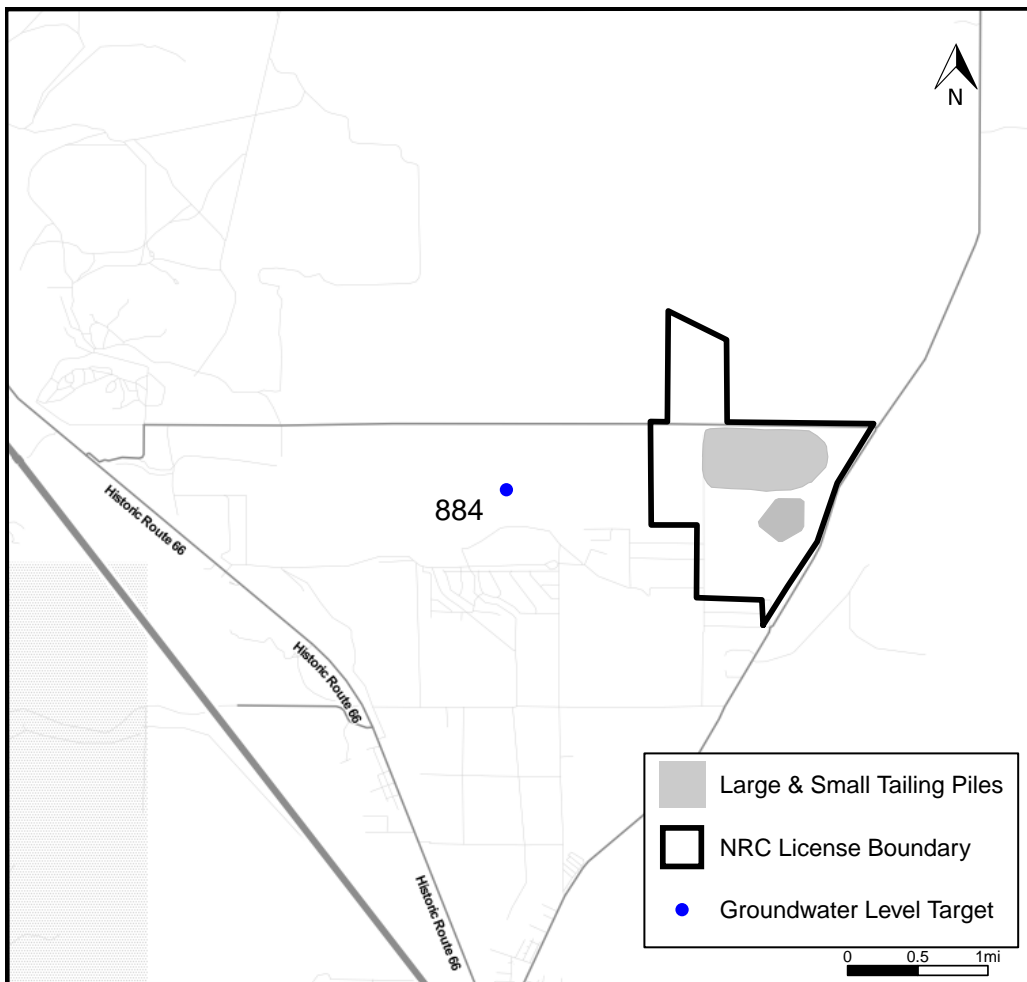 N
884
Historic Route 66
Historic Route 66
Historic Route 66
Large & Small Tailing Piles
NRC License Boundary
Groundwater Level Target
0 0.5 1mi